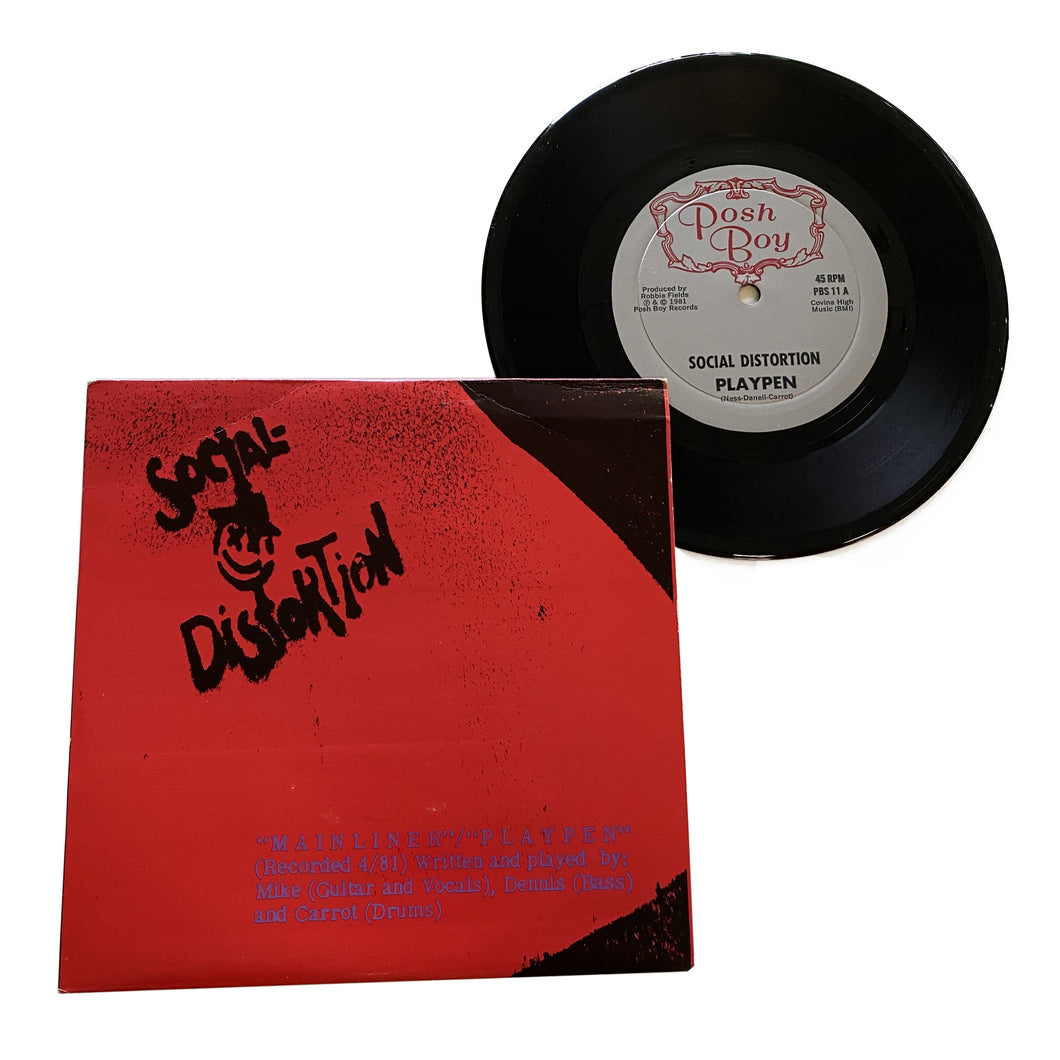 Posh
Boy
Produced by
Robbie Fields
℗ & © 1981
Posh Boy Records
45 RPM
PBS 11 A
Covina High
Music (BMI)
SOCIAL DISTORTION
PLAYPEN
(Ness-Danell-Carrot)
SOCIAL-
DISTORTION
"MAINLINER"/"PLAYPEN"
(Recorded 4/81) Written and played by:
Mike (Guitar and Vocals), Dennis (Bass)
and Carrot (Drums)